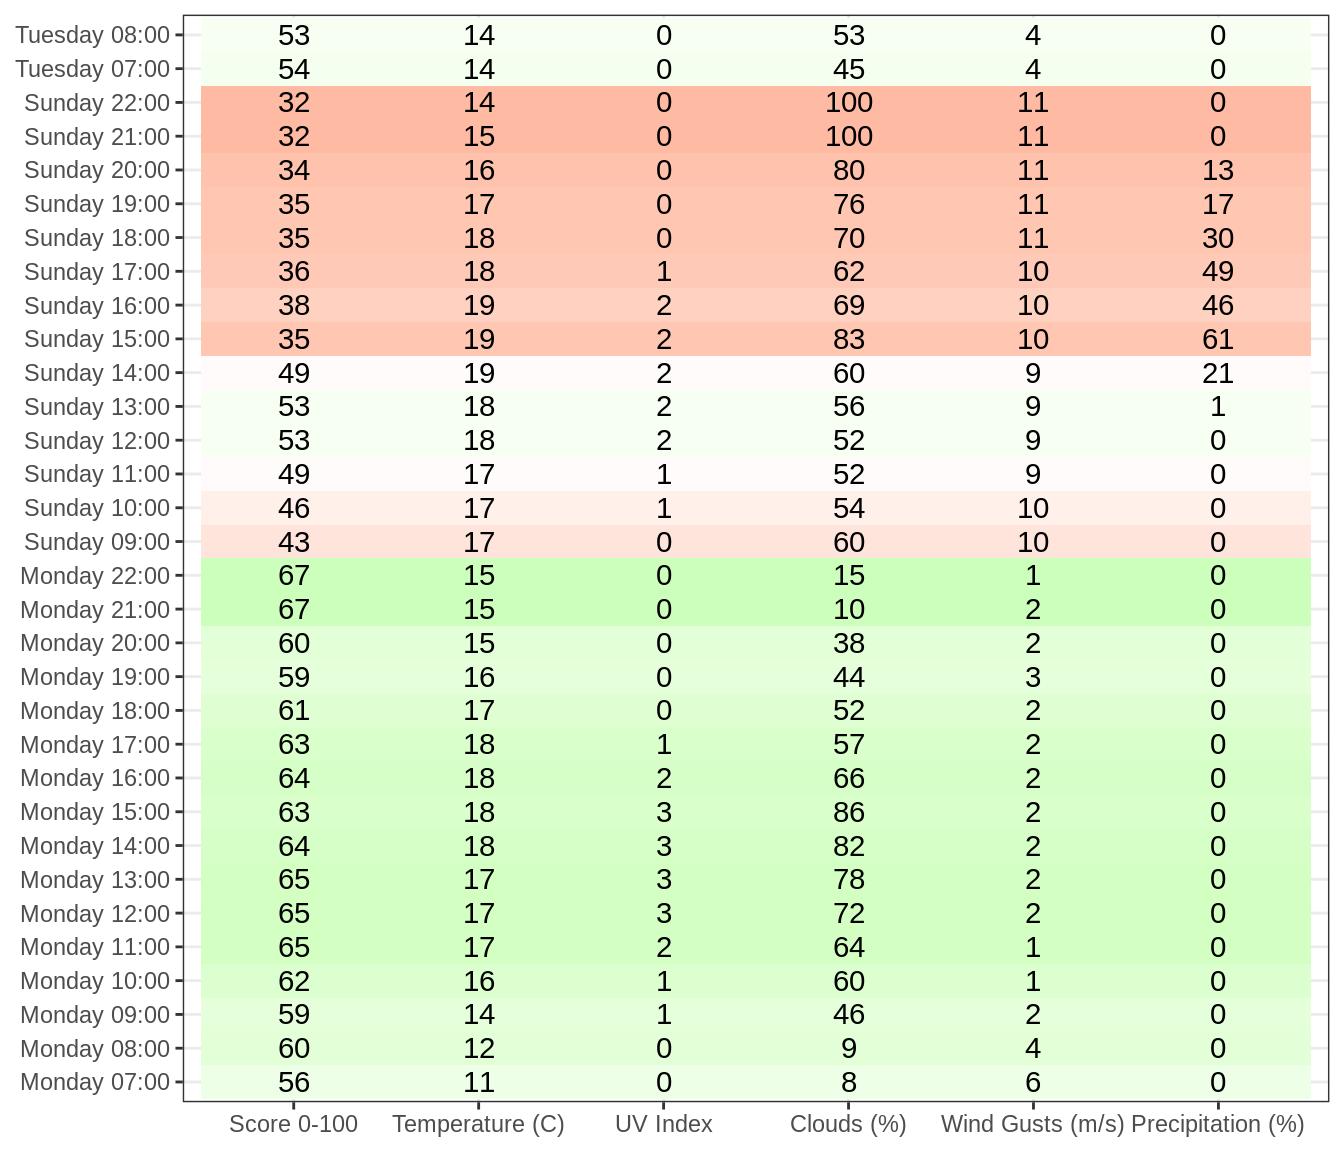 Tuesday 08:00 53 14 0 53 4 0
Tuesday 07:00 54 14 0 45 4 0
Sunday 22:00 32 14 0 100 11 0
Sunday 21:00 32 15 0 100 11 0
Sunday 20:00 34 16 0 80 11 13
Sunday 19:00 35 17 0 76 11 17
Sunday 18:00 35 18 0 70 11 30
Sunday 17:00 36 18 1 62 10 49
Sunday 16:00 38 19 2 69 10 46
Sunday 15:00 35 19 2 83 10 61
Sunday 14:00 49 19 2 60 9 21
Sunday 13:00 53 18 2 56 9 1
Sunday 12:00 53 18 2 52 9 0
Sunday 11:00 49 17 1 52 9 0
Sunday 10:00 46 17 1 54 10 0
Sunday 09:00 43 17 0 60 10 0
Monday 22:00 67 15 0 15 1 0
Monday 21:00 67 15 0 10 2 0
Monday 20:00 60 15 0 38 2 0
Monday 19:00 59 16 0 44 3 0
Monday 18:00 61 17 0 52 2 0
Monday 17:00 63 18 1 57 2 0
Monday 16:00 64 18 2 66 2 0
Monday 15:00 63 18 3 86 2 0
Monday 14:00 64 18 3 82 2 0
Monday 13:00 65 17 3 78 2 0
Monday 12:00 65 17 3 72 2 0
Monday 11:00 65 17 2 64 1 0
Monday 10:00 62 16 1 60 1 0
Monday 09:00 59 14 1 46 2 0
Monday 08:00 60 12 0 9 4 0
Monday 07:00 56 11 0 8 6 0
Score 0-100 Temperature (C) UV Index Clouds (%) Wind Gusts (m/s) Precipitation (%)